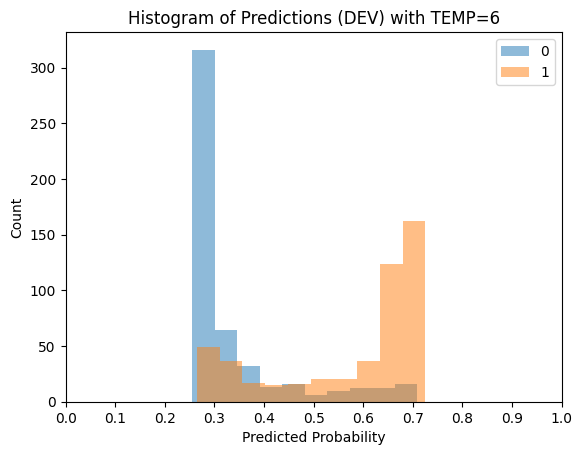 Histogram of Predictions (DEV) with TEMP=6
0
1
300
250
200
150
100
50
0
Count
0.0 0.1 0.2 0.3 0.4 0.5 0.6 0.7 0.8 0.9 1.0
Predicted Probability